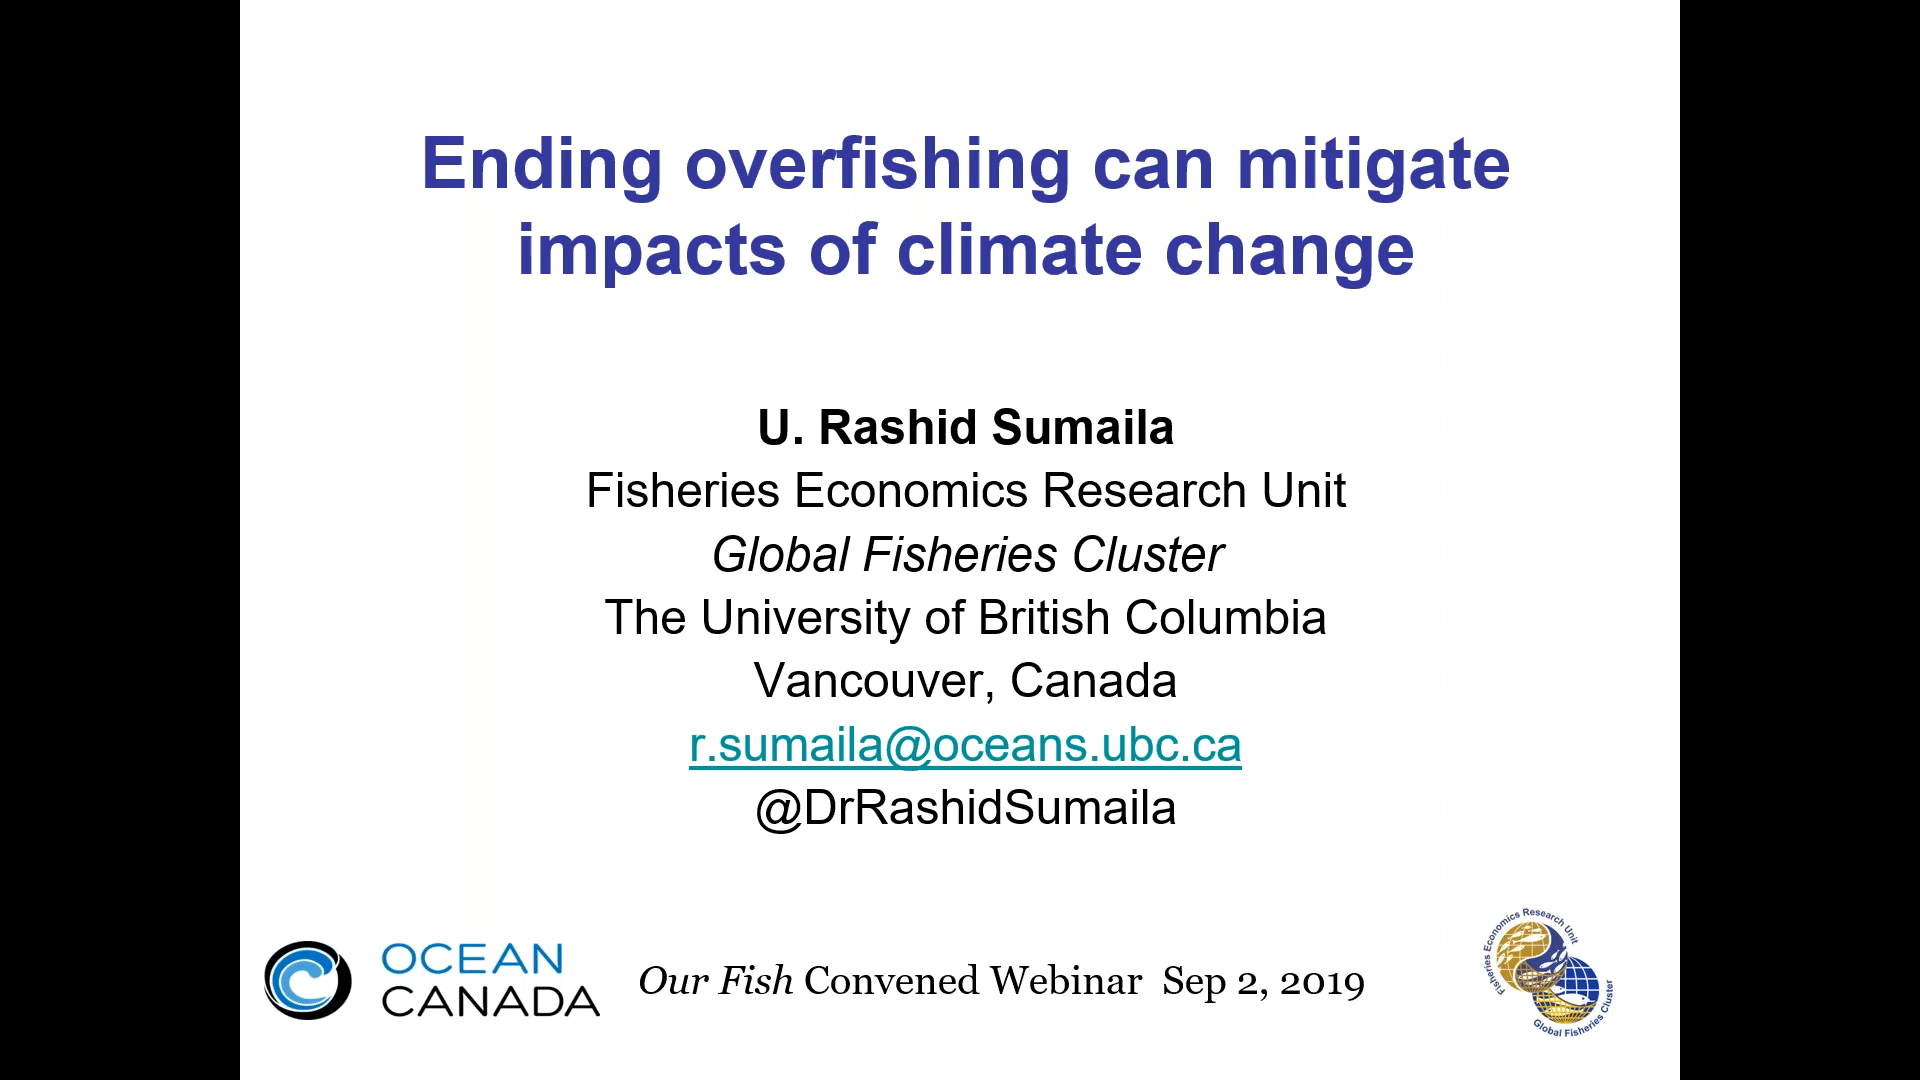 Ending overfishing can mitigate
impacts of climate change
U. Rashid Sumaila
Fisheries Economics Research Unit
Global Fisheries Cluster
The University of British Columbia
Vancouver, Canada
r.sumaila@oceans.ubc.ca
@DrRashidSumaila
OCEAN
CANADA
Our Fish Convened Webinar  Sep 2, 2019
Fisheries Economics Research Unit
Global Fisheries Cluster